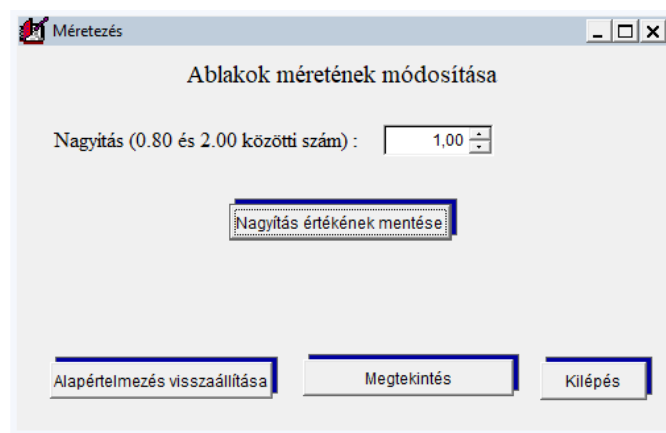 Méretezés
Ablakok méretének módosítása
Nagyítás (0.80 és 2.00 közötti szám) : 1,00
Nagyítás értékének mentése
Alapértelmezés visszaállítása Megtekintés Kilépés